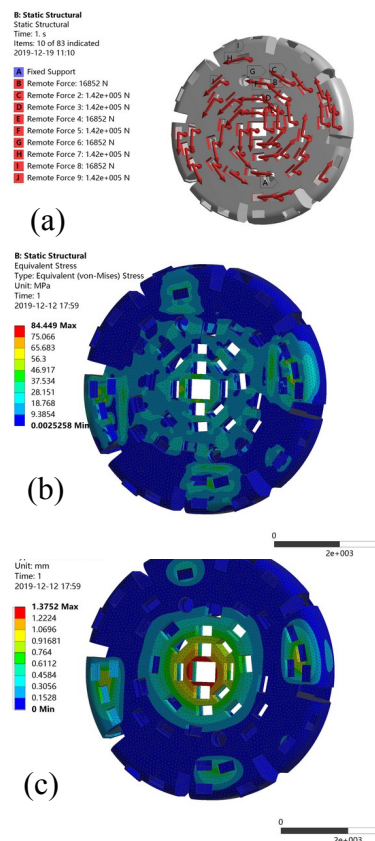 B: Static Structural
Static Structural
Time: 1. s
Items: 10 of 83 indicated
2019-12-19 11:10
A Fixed Support
B Remote Force: 16852 N
C Remote Force 2: 1.42e+005 N
D Remote Force 3: 1.42e+005 N
E Remote Force 4: 16852 N
F Remote Force 5: 1.42e+005 N
G Remote Force 6: 16852 N
H Remote Force 7: 1.42e+005 N
I Remote Force 8: 16852 N
J Remote Force 9: 1.42e+005 N
(a)
B: Static Structural
Equivalent Stress
Type: Equivalent (von-Mises) Stress
Unit: MPa
Time: 1
2019-12-12 17:59
84.449 Max
75.066
65.683
56.3
46.917
37.534
28.151
18.768
9.3854
0.0025258 Min
(b)
0
2e+003
Unit: mm
Time: 1
2019-12-12 17:59
1.3752 Max
1.2224
1.0696
0.91681
0.764
0.6112
0.4584
0.3056
0.1528
0 Min
(c)
0
2e+003